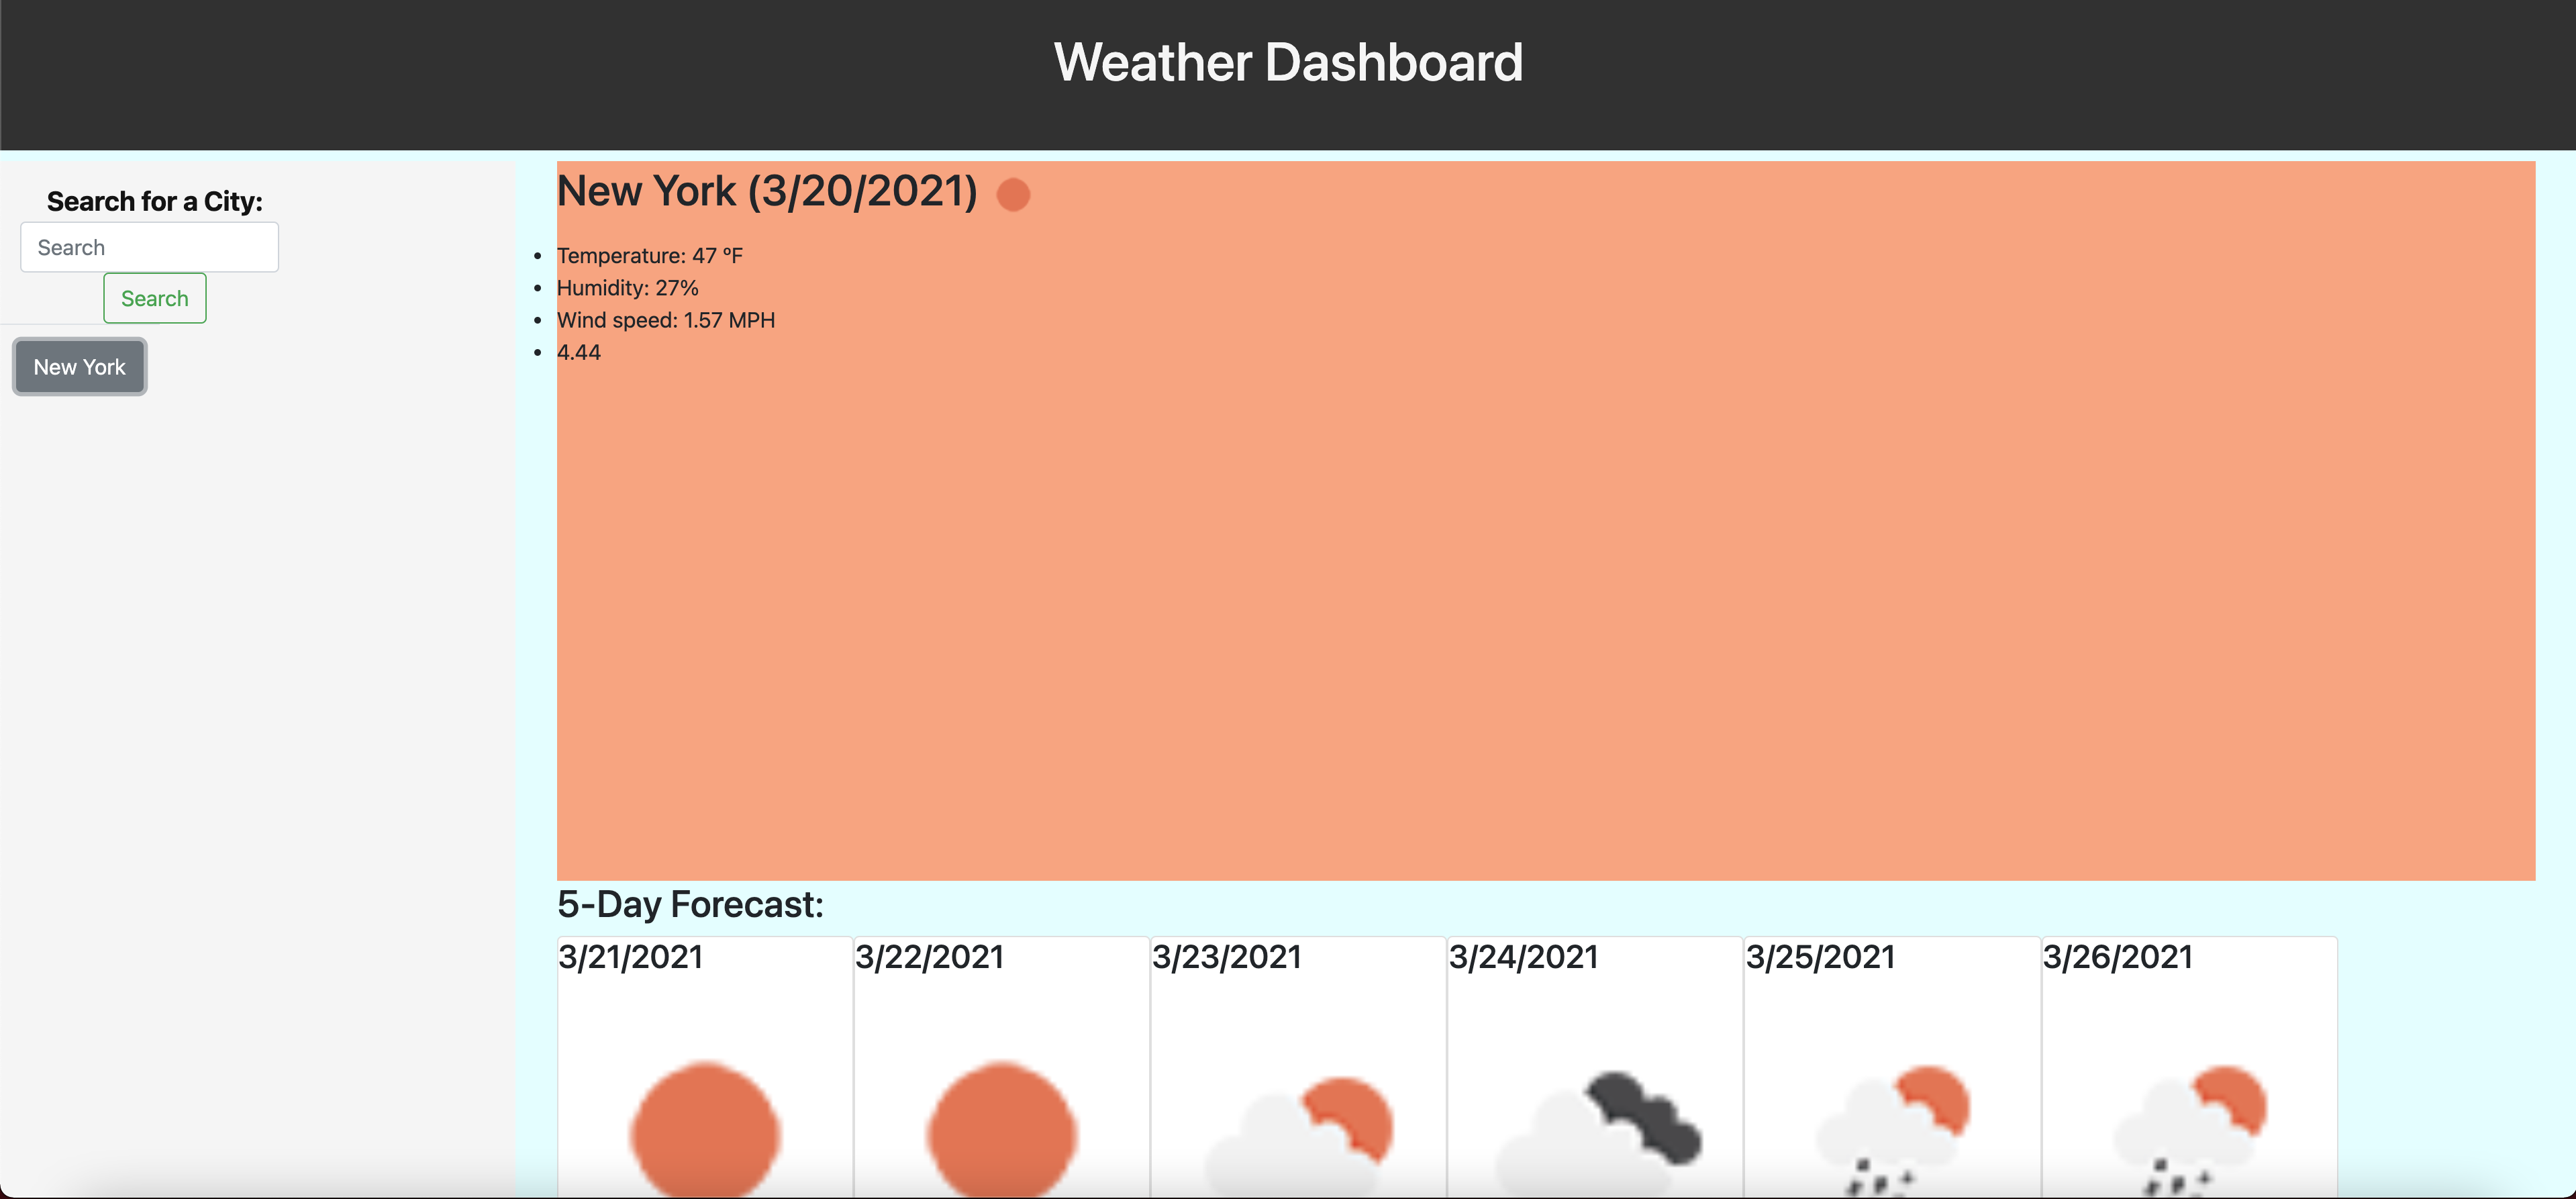 Weather Dashboard
Search for a City:
Search
Search
New York
New York (3/20/2021)
Temperature: 47 °F
Humidity: 27%
Wind speed: 1.57 MPH
4.44
5-Day Forecast:
3/21/2021
3/22/2021
3/23/2021
3/24/2021
3/25/2021
3/26/2021